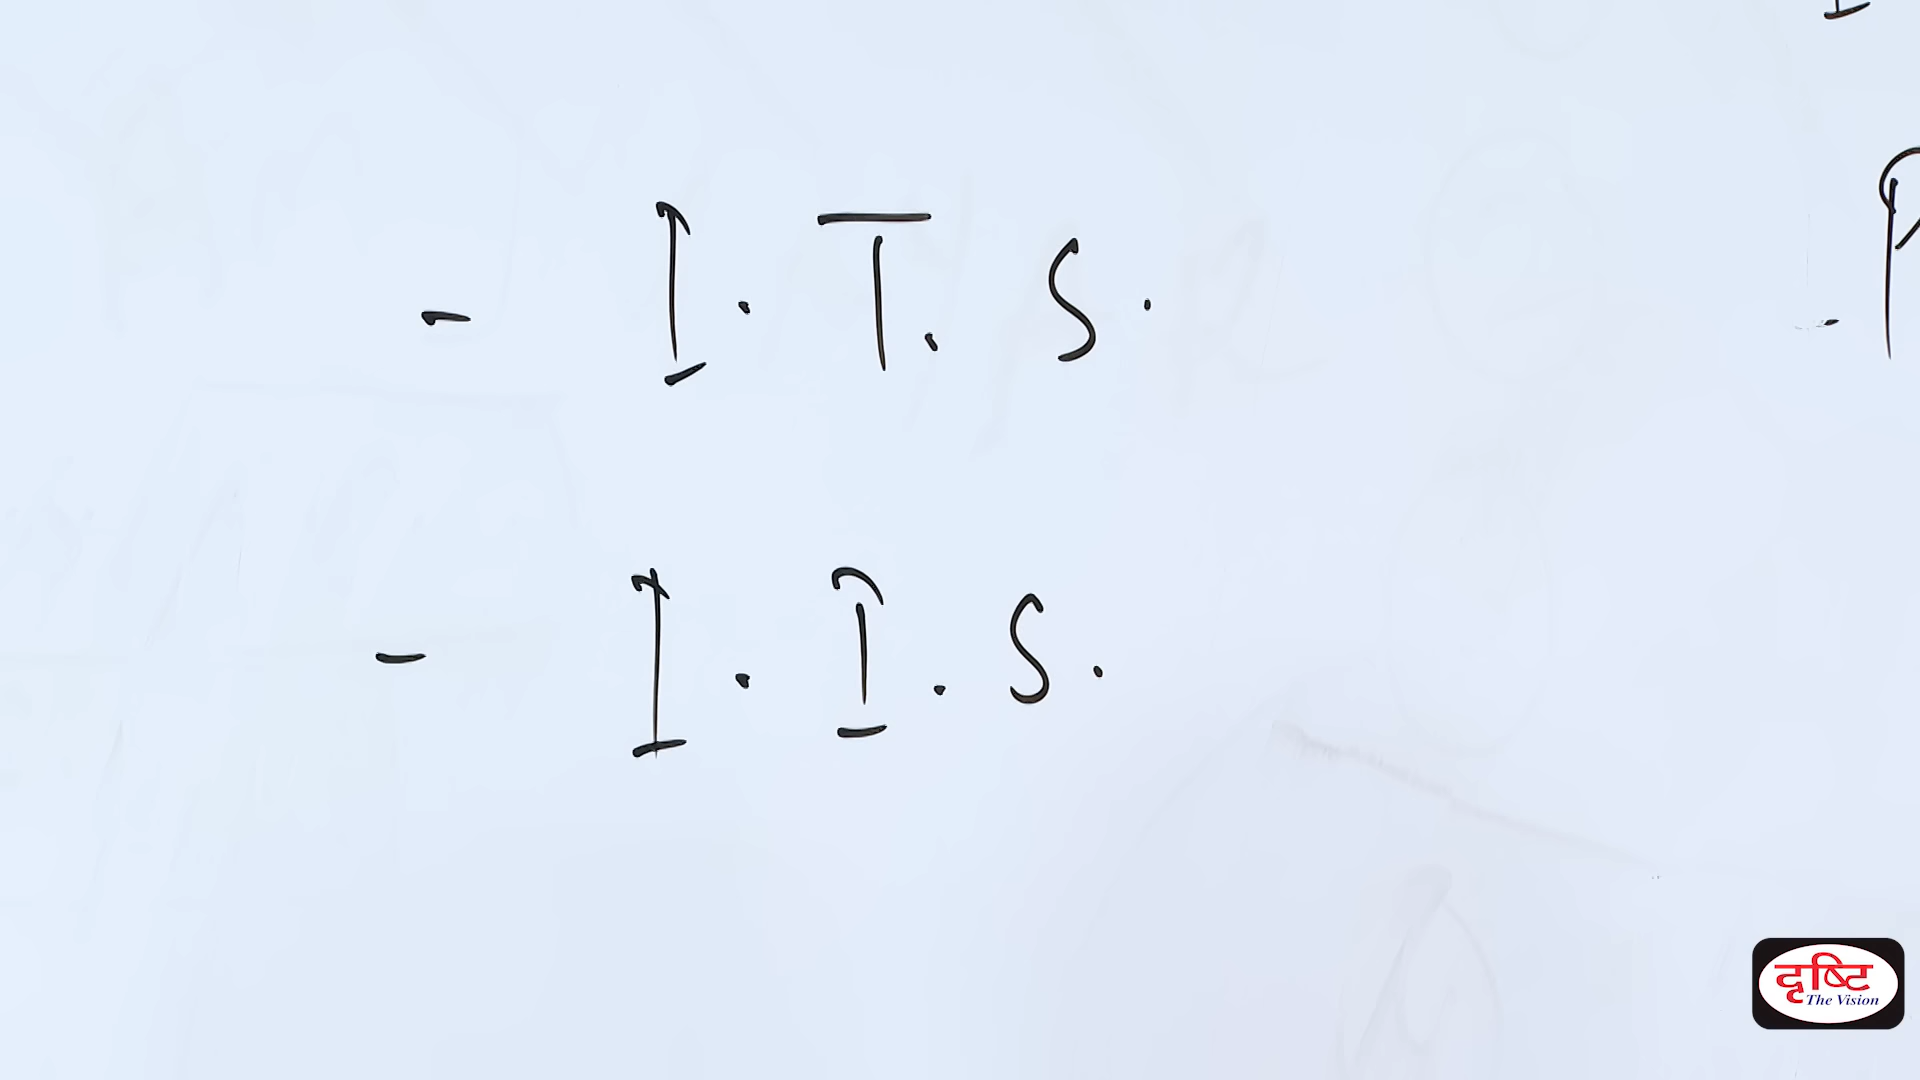 - I. T. S.
- I. I. S.
दृष्टि
The Vision